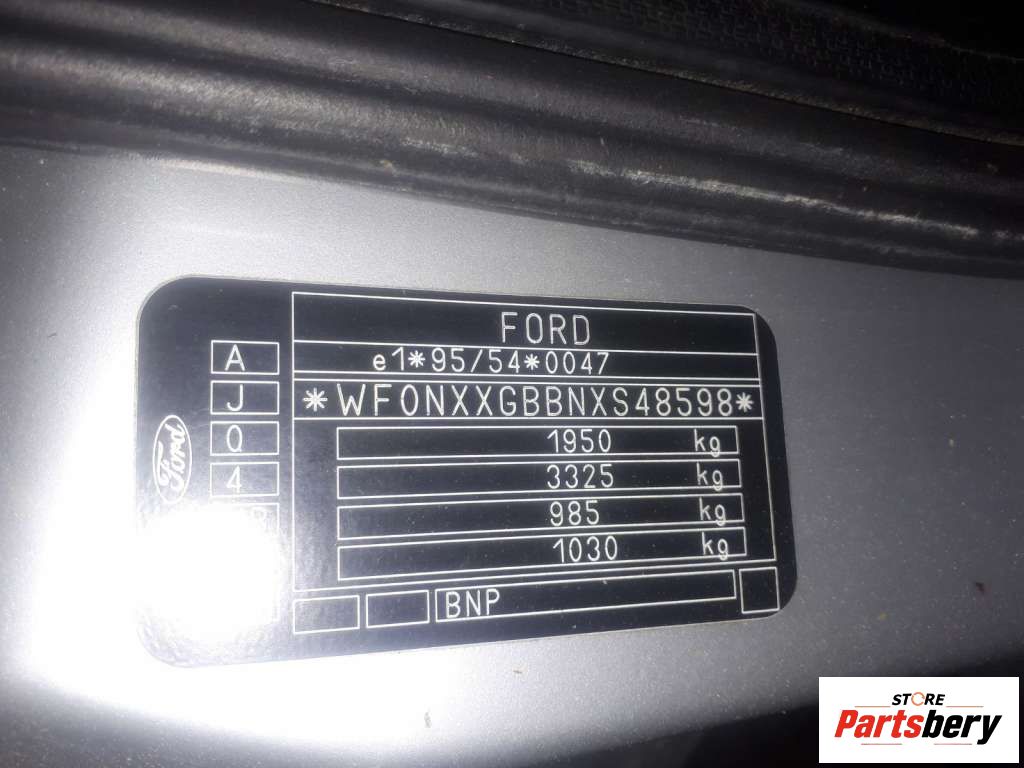 FORD
A
e1*95/54*0047
J
*WF0NXXGBBNXS48598*
Q
1950 kg
4
3325 kg
985 kg
1030 kg
BNP
Ford
STORE
Partsbery